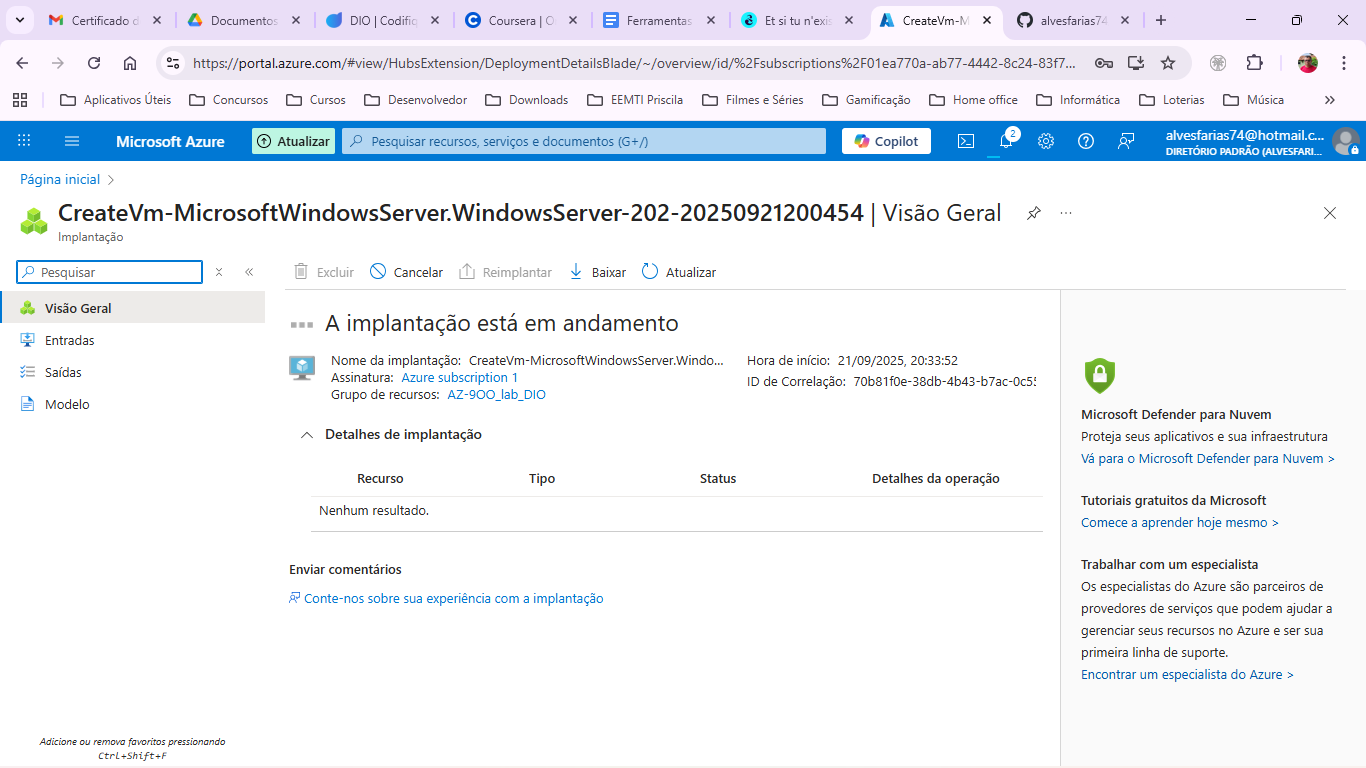 Certificado d
Documentos
DIO | Codifiq
Coursera | O
Ferramentas
Et si tu n'exis
CreateVm-M
alvesfarias74
https://portal.azure.com/#view/HubsExtension/DeploymentDetailsBlade/~/overview/id/%2Fsubscriptions%2F01ea770a-ab77-4442-8c24-83f7...
Aplicativos Úteis
Concursos
Cursos
Desenvolvedor
Downloads
EEMTI Priscila
Filmes e Séries
Gamificação
Home office
Informática
Loterias
Música
Microsoft Azure
Atualizar
Pesquisar recursos, serviços e documentos (G+/)
Copilot
2
alvesfarias74@hotmail.c...
DIRETÓRIO PADRÃO (ALVESFARI...
Página inicial
CreateVm-MicrosoftWindowsServer.WindowsServer-202-20250921200454 | Visão Geral
Implantação
Pesquisar
Excluir
Cancelar
Reimplantar
Baixar
Atualizar
Visão Geral
Entradas
Saídas
Modelo
A implantação está em andamento
Nome da implantação: CreateVm-MicrosoftWindowsServer.Windo...
Assinatura: Azure subscription 1
Grupo de recursos: AZ-9OO_lab_DIO
Hora de início: 21/09/2025, 20:33:52
ID de Correlação: 70b81f0e-38db-4b43-b7ac-0c55
Detalhes de implantação
Recurso Tipo Status Detalhes da operação
Nenhum resultado.
Enviar comentários
Conte-nos sobre sua experiência com a implantação
Microsoft Defender para Nuvem
Proteja seus aplicativos e sua infraestrutura
Vá para o Microsoft Defender para Nuvem >
Tutoriais gratuitos da Microsoft
Comece a aprender hoje mesmo >
Trabalhar com um especialista
Os especialistas do Azure são parceiros de
provedores de serviços que podem ajudar a
gerenciar seus recursos no Azure e ser sua
primeira linha de suporte.
Encontrar um especialista do Azure >
Adicione ou remova favoritos pressionando
Ctrl+Shift+F